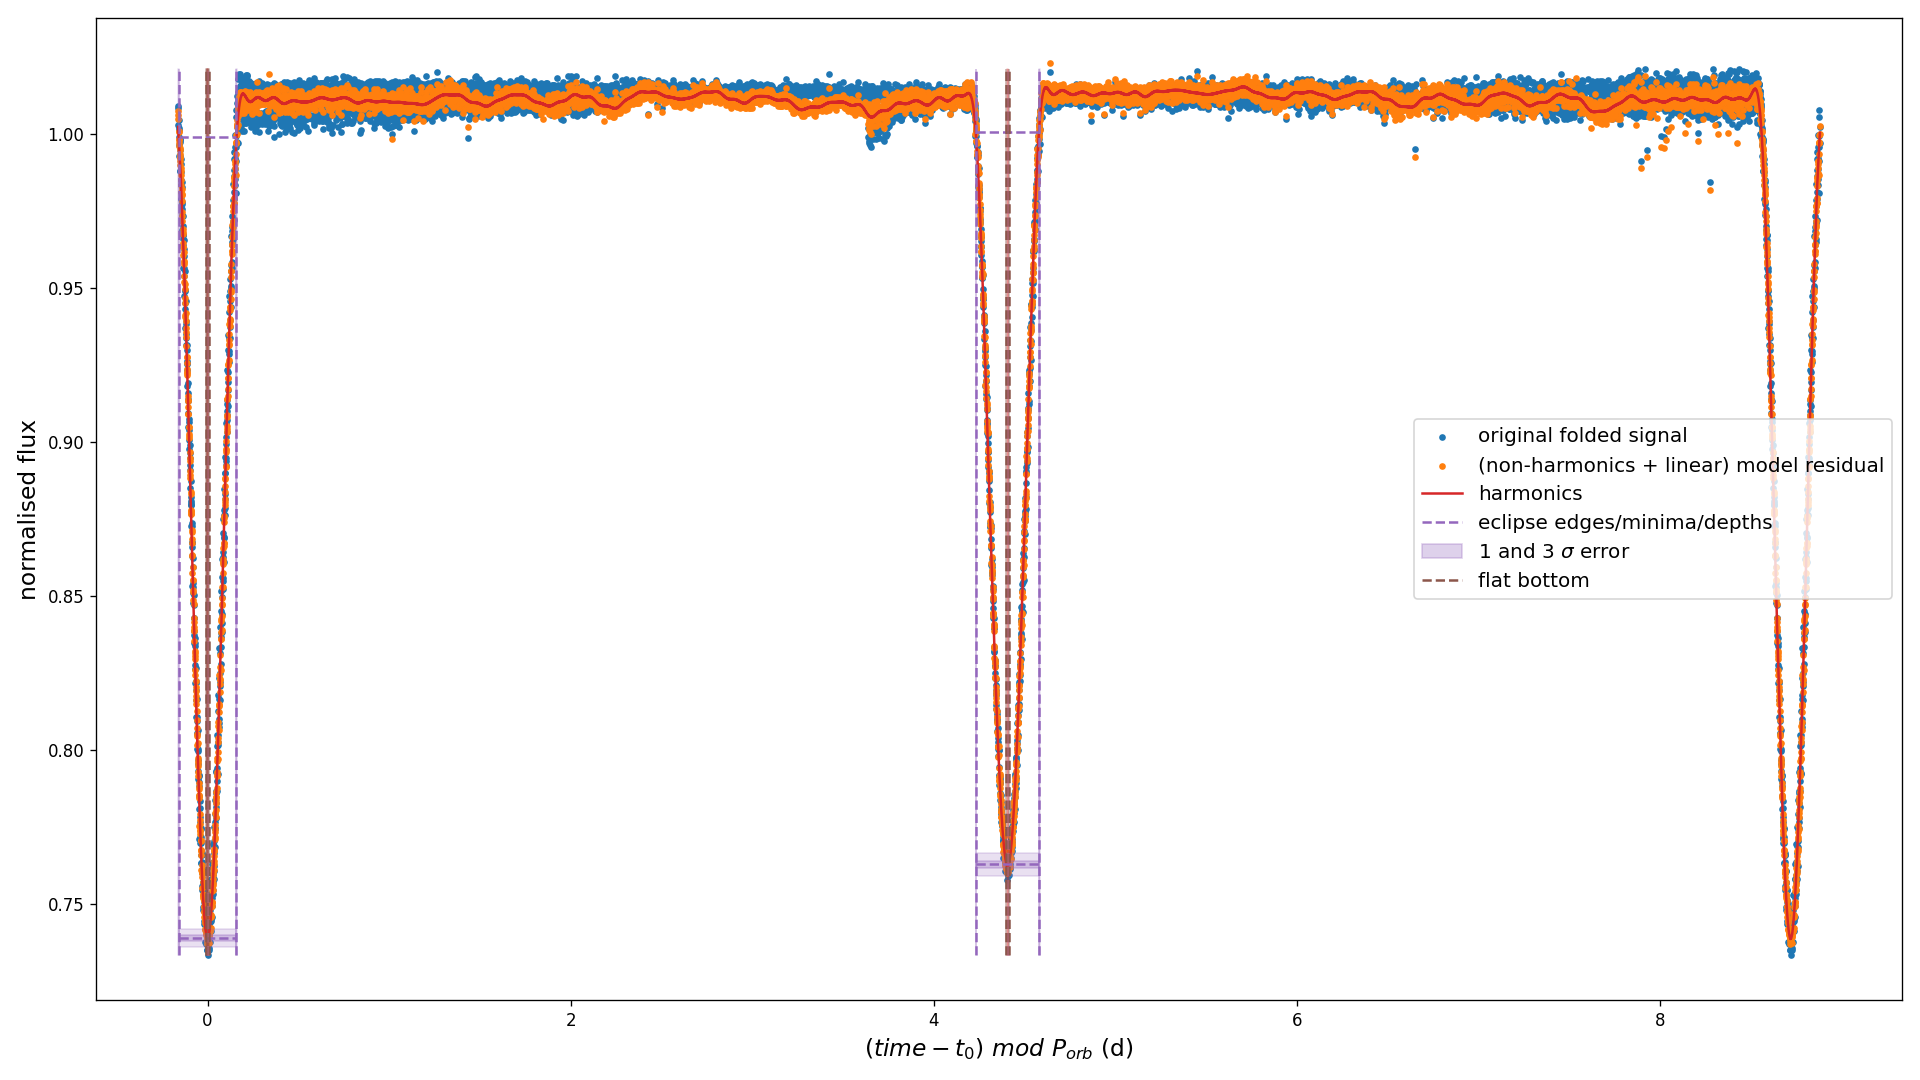 1.00
0.95
0.90
0.85
0.80
0.75
normalised flux
original folded signal
(non-harmonics + linear) model residual
harmonics
eclipse edges/minima/depths
1 and 3 σ error
flat bottom
0 2 4 6 8
(time − t₀) mod Pₒᵣb (d)